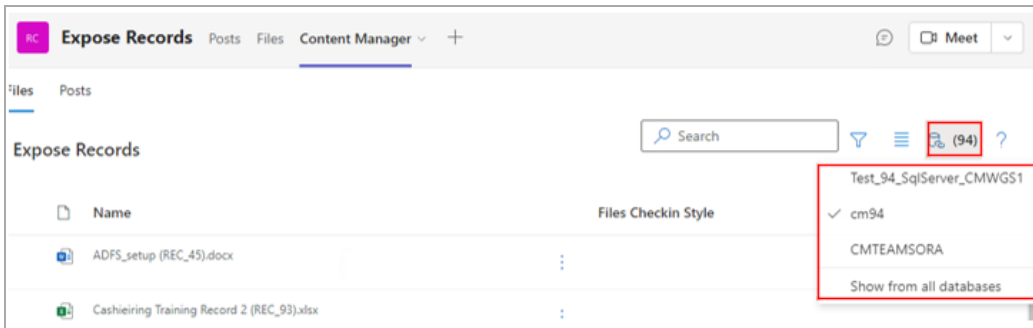 RC Expose Records Posts Files Content Manager Meet
Files Posts
Search (94) ?
Expose Records
Test_94_SqlServer_CMWGS1
Name Files Checkin Style cm94
ADFS_setup (REC_45).docx CMTEAMSORA
Show from all databases
Cashieiring Training Record 2 (REC_93).xlsx